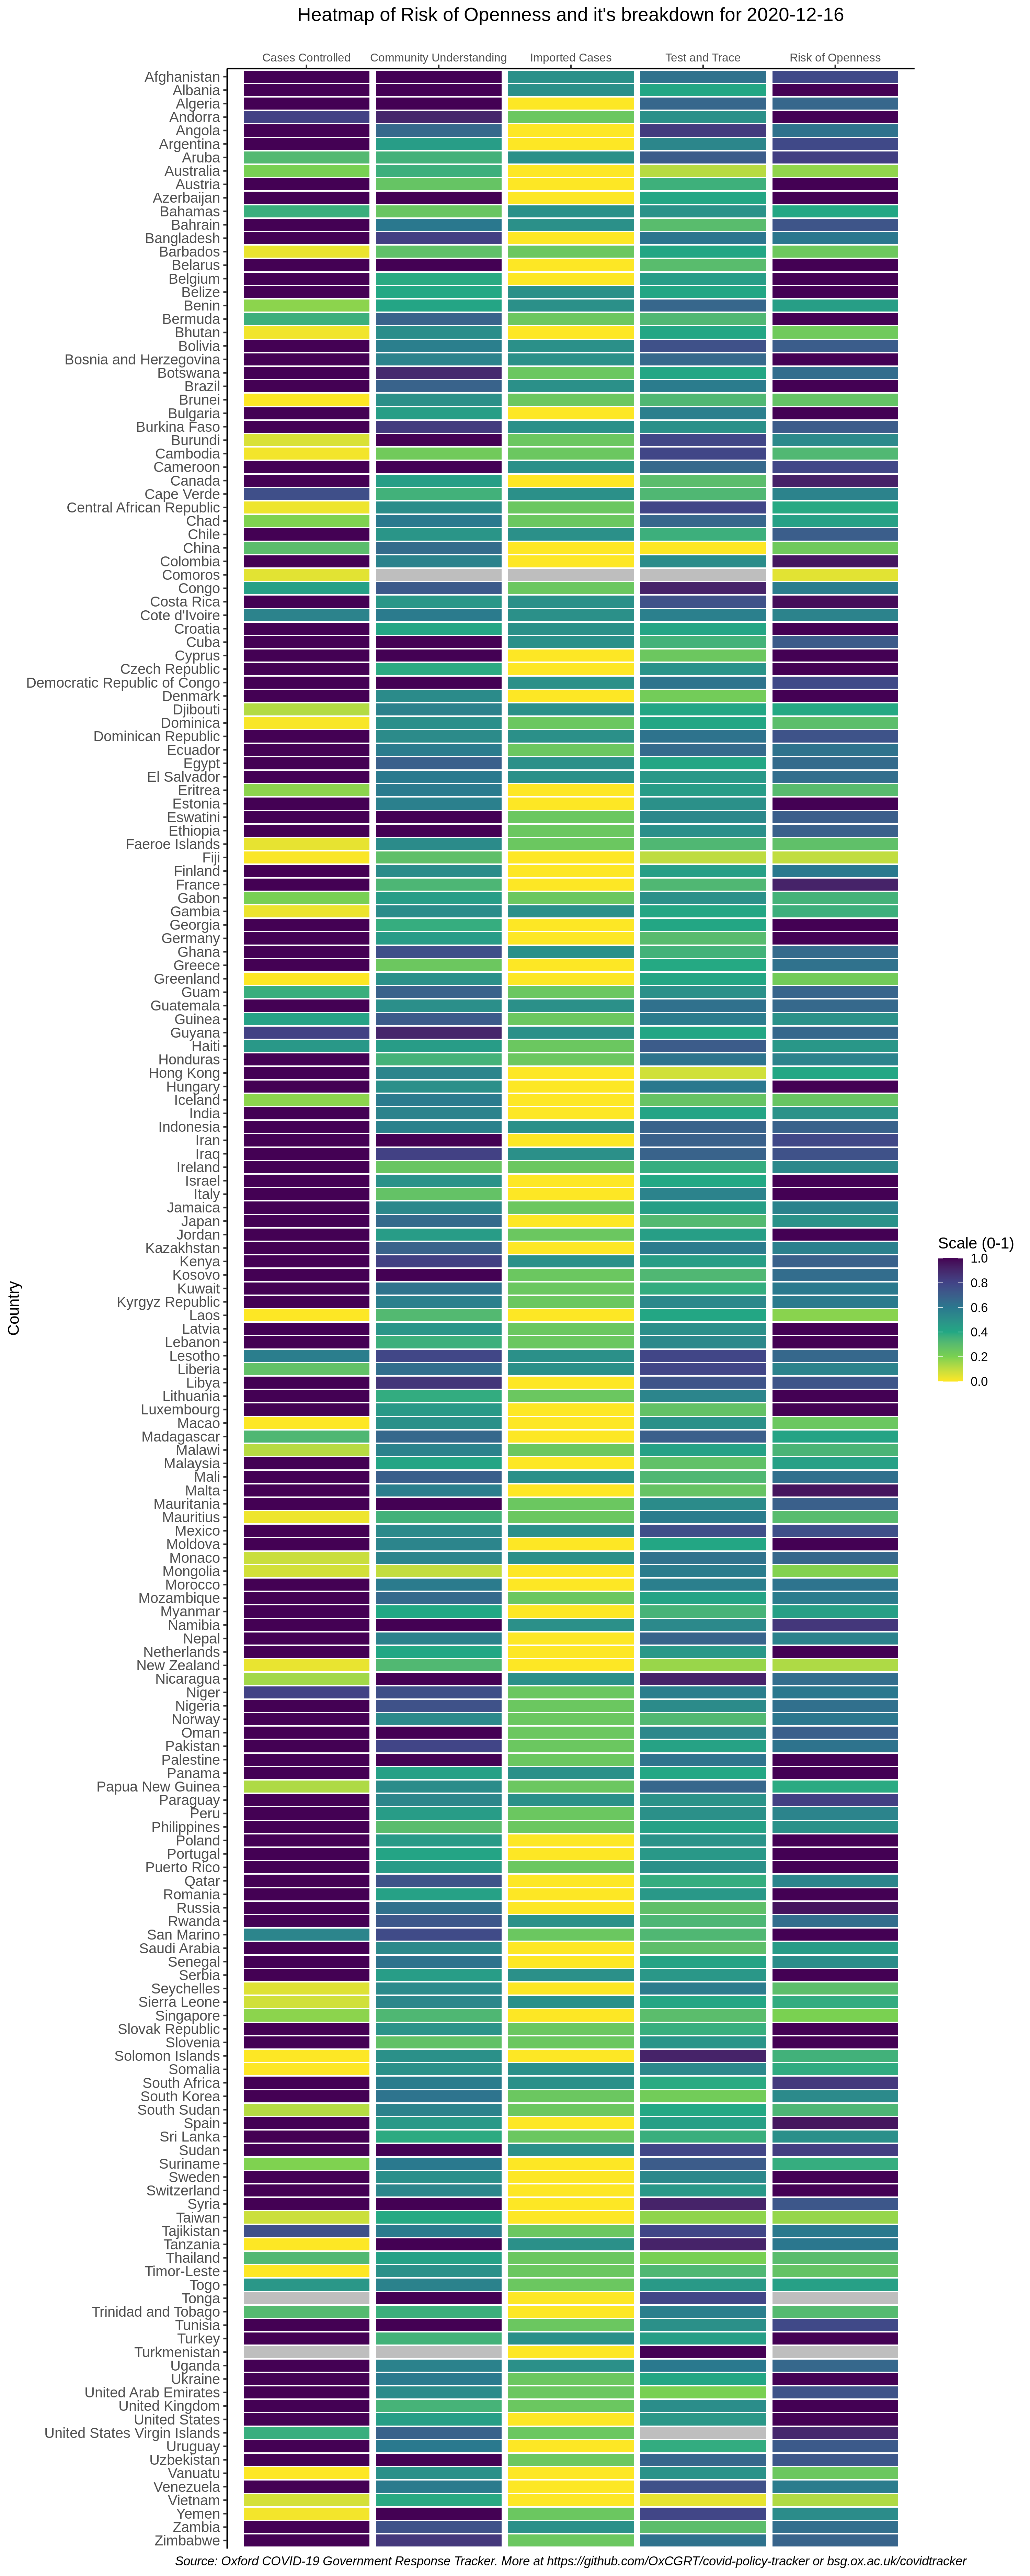 Heatmap of Risk of Openness and it's breakdown for 2020-12-16
Cases Controlled Community Understanding Imported Cases Test and Trace Risk of Openness
Afghanistan
Albania
Algeria
Andorra
Angola
Argentina
Aruba
Australia
Austria
Azerbaijan
Bahamas
Bahrain
Bangladesh
Barbados
Belarus
Belgium
Belize
Benin
Bermuda
Bhutan
Bolivia
Bosnia and Herzegovina
Botswana
Brazil
Brunei
Bulgaria
Burkina Faso
Burundi
Cambodia
Cameroon
Canada
Cape Verde
Central African Republic
Chad
Chile
China
Colombia
Comoros
Congo
Costa Rica
Cote d'Ivoire
Croatia
Cuba
Cyprus
Czech Republic
Democratic Republic of Congo
Denmark
Djibouti
Dominica
Dominican Republic
Ecuador
Egypt
El Salvador
Eritrea
Estonia
Eswatini
Ethiopia
Faeroe Islands
Fiji
Finland
France
Gabon
Gambia
Georgia
Germany
Ghana
Greece
Greenland
Guam
Guatemala
Guinea
Guyana
Haiti
Honduras
Hong Kong
Hungary
Iceland
India
Indonesia
Iran
Iraq
Ireland
Israel
Italy
Jamaica
Japan
Jordan
Kazakhstan
Kenya
Kosovo
Kuwait
Kyrgyz Republic
Laos
Latvia
Lebanon
Lesotho
Liberia
Libya
Lithuania
Luxembourg
Macao
Madagascar
Malawi
Malaysia
Mali
Malta
Mauritania
Mauritius
Mexico
Moldova
Monaco
Mongolia
Morocco
Mozambique
Myanmar
Namibia
Nepal
Netherlands
New Zealand
Nicaragua
Niger
Nigeria
Norway
Oman
Pakistan
Palestine
Panama
Papua New Guinea
Paraguay
Peru
Philippines
Poland
Portugal
Puerto Rico
Qatar
Romania
Russia
Rwanda
San Marino
Saudi Arabia
Senegal
Serbia
Seychelles
Sierra Leone
Singapore
Slovak Republic
Slovenia
Solomon Islands
Somalia
South Africa
South Korea
South Sudan
Spain
Sri Lanka
Sudan
Suriname
Sweden
Switzerland
Syria
Taiwan
Tajikistan
Tanzania
Thailand
Timor-Leste
Togo
Tonga
Trinidad and Tobago
Tunisia
Turkey
Turkmenistan
Uganda
Ukraine
United Arab Emirates
United Kingdom
United States
United States Virgin Islands
Uruguay
Uzbekistan
Vanuatu
Venezuela
Vietnam
Yemen
Zambia
Zimbabwe
Country
Scale (0-1)
1.0
0.8
0.6
0.4
0.2
0.0
Source: Oxford COVID-19 Government Response Tracker. More at https://github.com/OxCGRT/covid-policy-tracker or bsg.ox.ac.uk/covidtracker